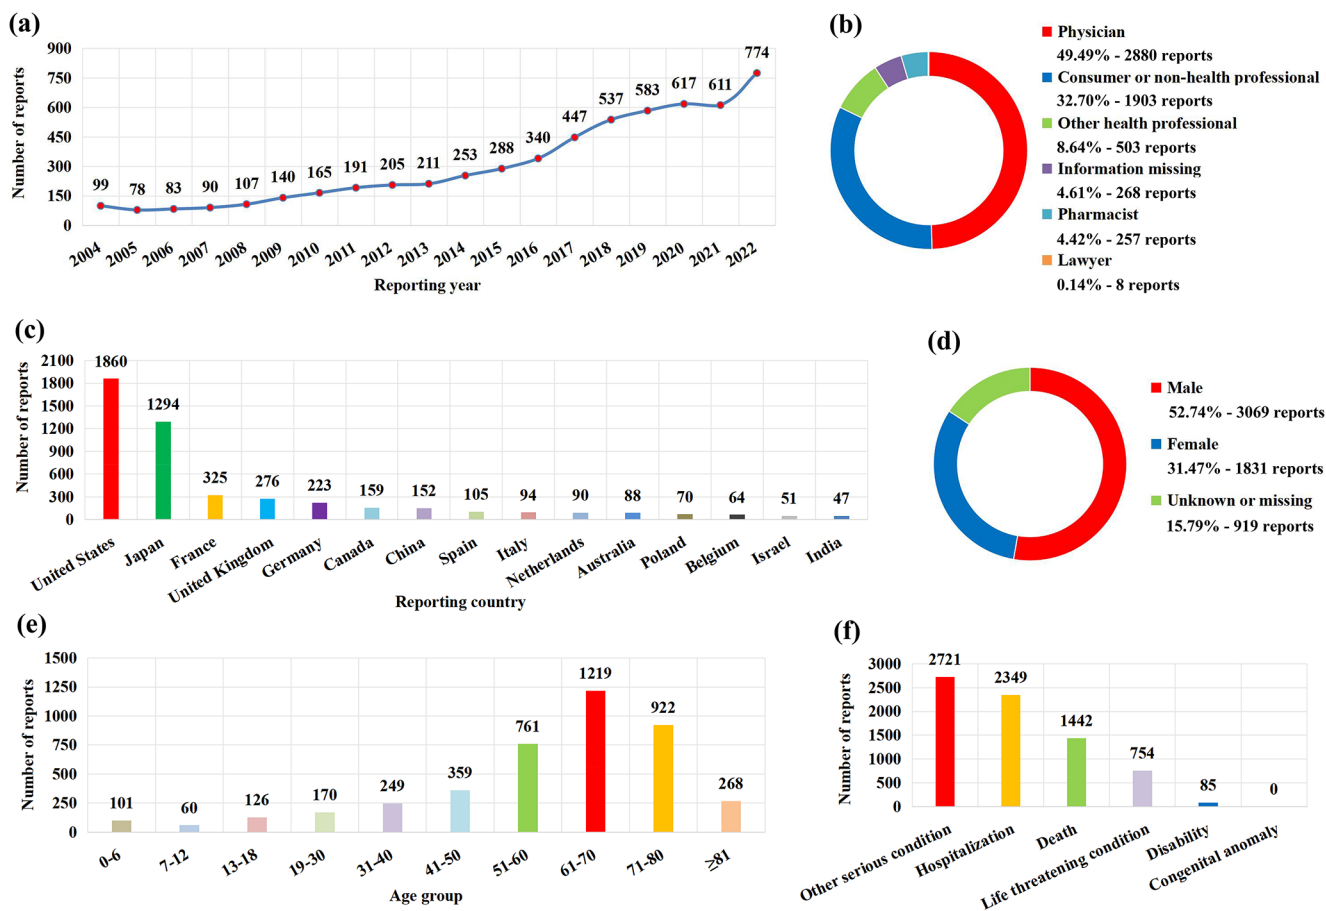 (a)
Number of reports
900
750
600
450
300
150
0
99 78 83 90 107 140 165 191 205 211 253 288 340 447 537 583 617 611 774
2004 2005 2006 2007 2008 2009 2010 2011 2012 2013 2014 2015 2016 2017 2018 2019 2020 2021 2022
Reporting year
(b)
Physician
49.49% - 2880 reports
Consumer or non-health professional
32.70% - 1903 reports
Other health professional
8.64% - 503 reports
Information missing
4.61% - 268 reports
Pharmacist
4.42% - 257 reports
Lawyer
0.14% - 8 reports
(c)
Number of reports
2100
1800
1500
1200
900
600
300
0
1860 1294 325 276 223 159 152 105 94 90 88 70 64 51 47
United States Japan France United Kingdom Germany Canada China Spain Italy Netherlands Australia Poland Belgium Israel India
Reporting country
(d)
Male
52.74% - 3069 reports
Female
31.47% - 1831 reports
Unknown or missing
15.79% - 919 reports
(e)
Number of reports
1500
1250
1000
750
500
250
0
101 60 126 170 249 359 761 1219 922 268
0-6 7-12 13-18 19-30 31-40 41-50 51-60 61-70 71-80 ≥81
Age group
(f)
Number of reports
3000
2500
2000
1500
1000
500
0
2721 2349 1442 754 85 0
Other serious condition Hospitalization Death Life threatening condition Disability Congenital anomaly